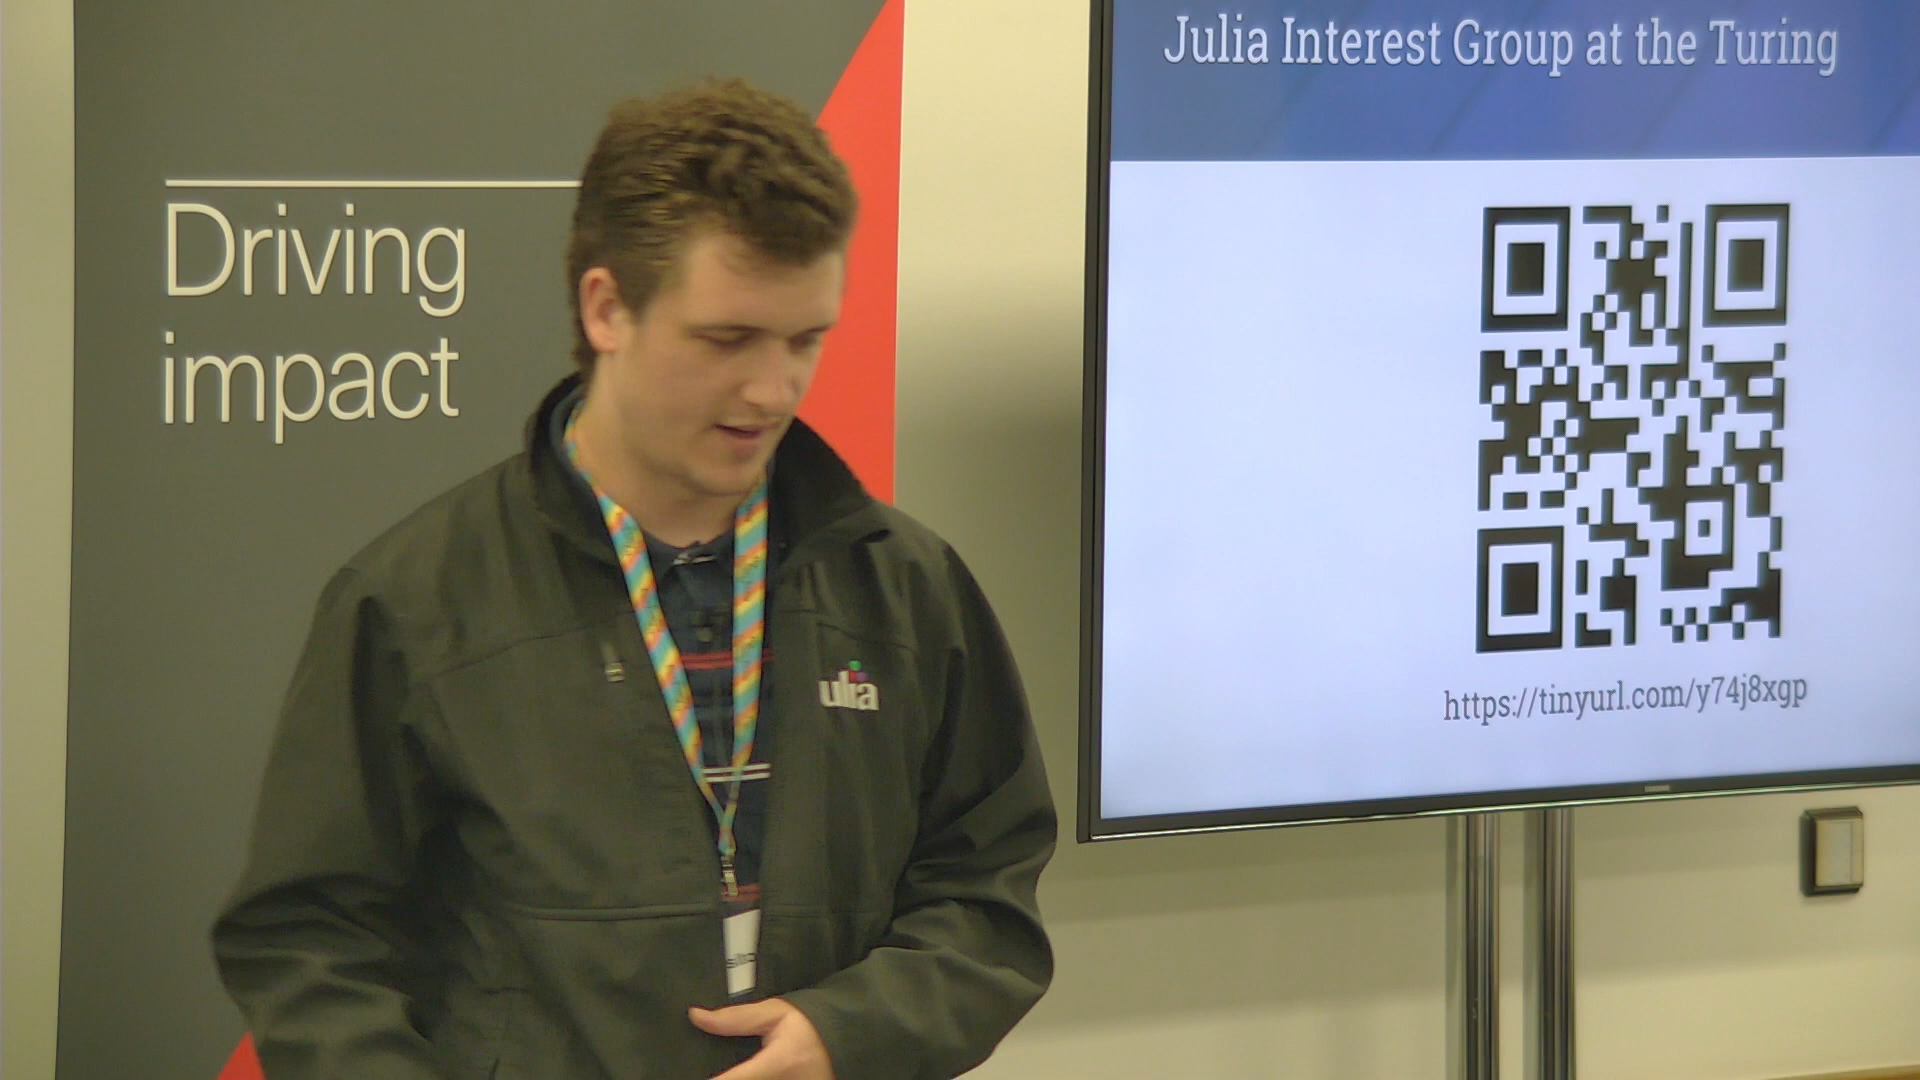 Driving
impact
Julia Interest Group at the Turing
https://tinyurl.com/y74j8xgp
ulia